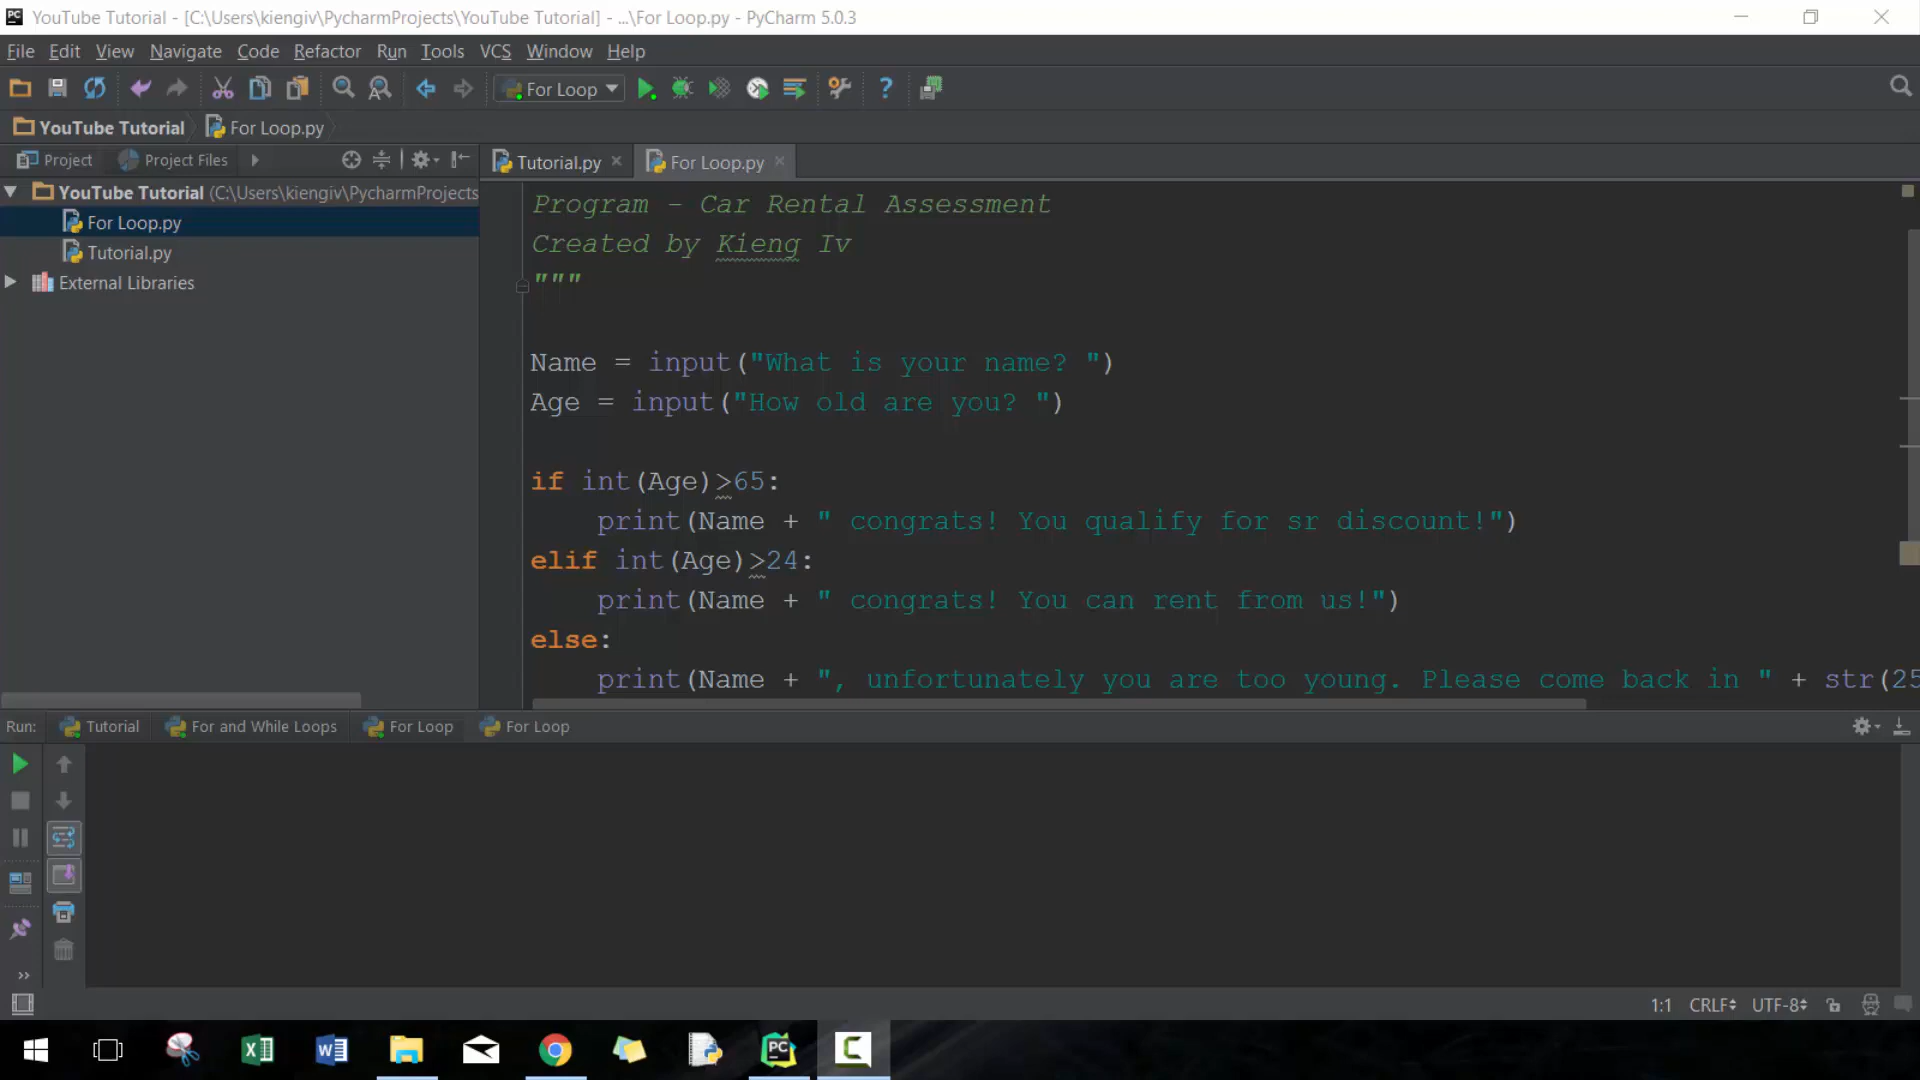 YouTube Tutorial - [C:\Users\kiengiv\PycharmProjects\YouTube Tutorial] - ...\For Loop.py - PyCharm 5.0.3
File Edit View Navigate Code Refactor Run Tools VCS Window Help
For Loop
YouTube Tutorial For Loop.py
Project Project Files
Tutorial.py For Loop.py
YouTube Tutorial (C:\Users\kiengiv\PycharmProjects
For Loop.py
Tutorial.py
External Libraries
Program - Car Rental Assessment
Created by Kieng Iv
"""
Name = input("What is your name? ")
Age = input("How old are you? ")
if int(Age)>65:
print(Name + " congrats! You qualify for sr discount!")
elif int(Age)>24:
print(Name + " congrats! You can rent from us!")
else:
print(Name + ", unfortunately you are too young. Please come back in " + str(25
Run: Tutorial For and While Loops For Loop For Loop
1:1 CRLF UTF-8